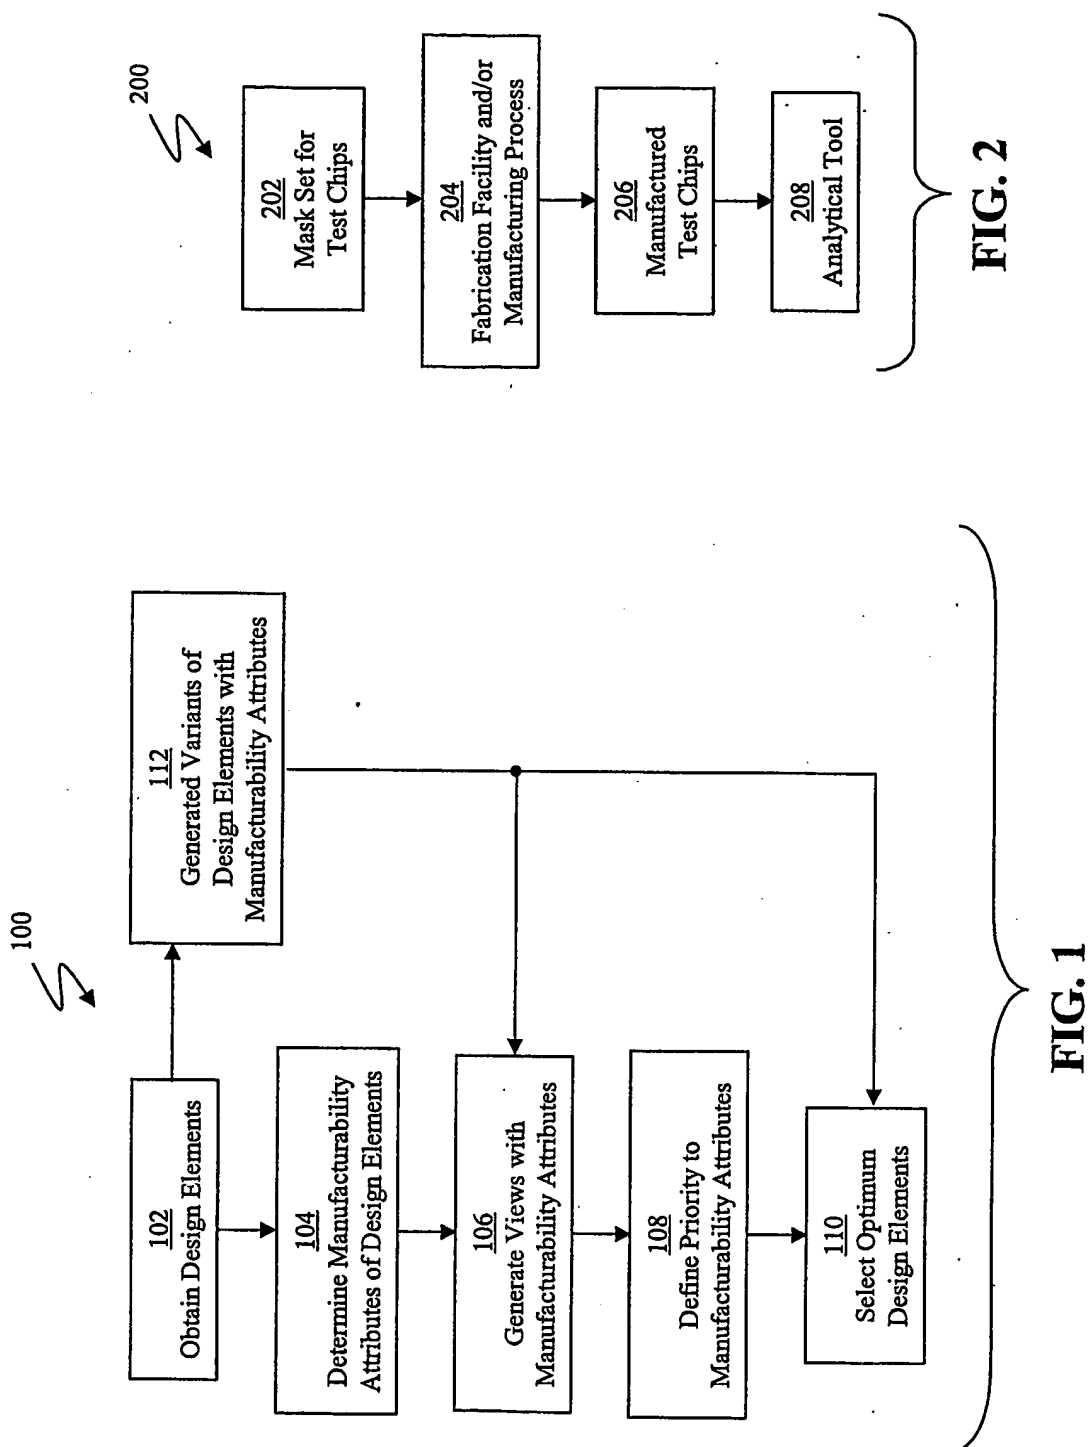 100
102
Obtain Design Elements
104
Determine Manufacturability
Attributes of Design Elements
106
Generate Views with
Manufacturability Attributes
108
Define Priority to
Manufacturability Attributes
110
Select Optimum
Design Elements
112
Generated Variants of
Design Elements with
Manufacturability Attributes
FIG. 1
200
202
Mask Set for
Test Chips
204
Fabrication Facility and/or
Manufacturing Process
206
Manufactured
Test Chips
208
Analytical Tool
FIG. 2